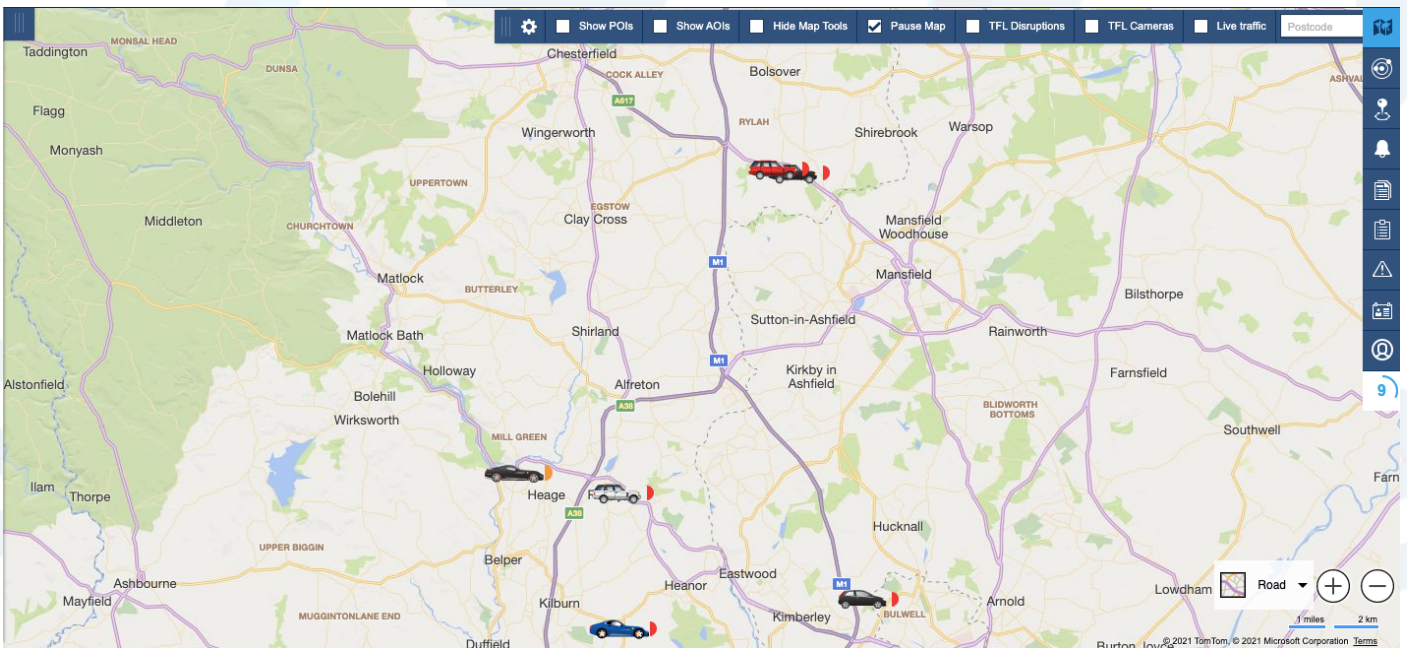 Show POIs
Show AOIs
Hide Map Tools
Pause Map
TFL Disruptions
TFL Cameras
Live traffic
Postcode
MONSAL HEAD
Taddington
Chesterfield
DUNSA
COCK ALLEY
Bolsover
A617
Flagg
Wingerworth
RYLAH
Shirebrook
Warsop
Monyash
UPPERTOWN
EGSTOW
Middleton
CHURCHTOWN
Clay Cross
Mansfield
Woodhouse
M1
Matlock
Mansfield
BUTTERLEY
Bilsthorpe
Sutton-in-Ashfield
Matlock Bath
Shirland
Rainworth
M1
Holloway
Kirkby in
Ashfield
Farnsfield
Alstonfield
Alfreton
9
Bolehill
A38
BLIDWORTH
BOTTOMS
Wirksworth
Southwell
MILL GREEN
Ilam
Thorpe
Heage
A38
Hucknall
UPPER BIGGIN
Belper
Ashbourne
Heanor
Eastwood
M1
Lowdham
Road
Mayfield
Kilburn
Arnold
MUGGINTONLANE END
Kimberley
BULWELL
1 miles
2 km
Duffield
Burton Joyce
© 2021 TomTom, © 2021 Microsoft Corporation Terms